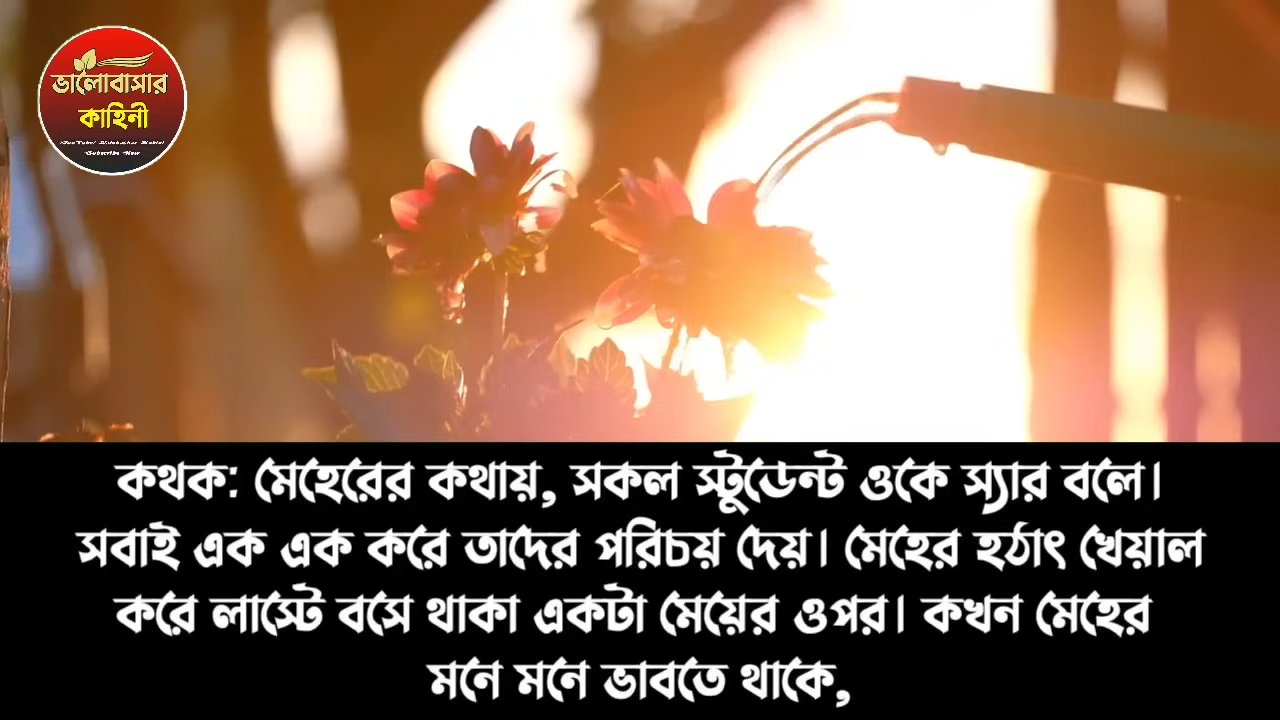 ভালোবাসার
কাহিনী
কথক: মেহেরের কথায়, সকল স্টুডেন্ট ওকে স্যার বলে।
সবাই এক এক করে তাদের পরিচয় দেয়। মেহের হঠাৎ খেয়াল
করে লাস্টে বসে থাকা একটা মেয়ের ওপর। কখন মেহের
মনে মনে ভাবতে থাকে,